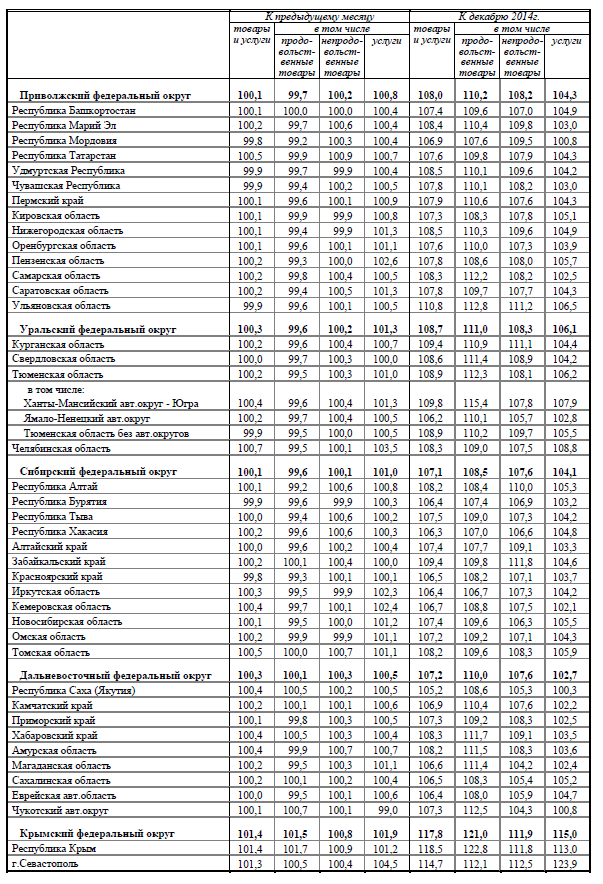 К предыдущему месяцу К декабрю 2014г.
товары и услуги в том числе товары и услуги в том числе
продо- непродо- услуги продо- непродо- услуги
вольст- вольст- вольст- вольст-
венные венные венные венные
товары товары товары товары
Приволжский федеральный округ 100,1 99,7 100,2 100,8 108,0 110,2 108,2 104,3
Республика Башкортостан 100,1 100,0 100,0 100,4 107,4 109,6 107,0 104,9
Республика Марий Эл 100,2 99,7 100,6 100,4 108,4 110,4 109,8 103,0
Республика Мордовия 99,8 99,2 100,3 100,4 106,9 107,6 109,5 100,8
Республика Татарстан 100,5 99,9 100,9 100,7 107,6 109,8 107,9 104,3
Удмуртская Республика 99,9 99,7 99,9 100,4 108,5 110,1 109,6 104,2
Чувашская Республика 99,9 99,4 100,2 100,5 107,8 110,1 108,2 103,0
Пермский край 100,1 99,6 100,1 100,9 107,9 110,6 107,6 104,3
Кировская область 100,1 99,9 99,9 100,8 107,3 108,3 107,8 105,1
Нижегородская область 100,1 99,4 99,9 101,3 108,5 110,3 109,6 104,9
Оренбургская область 100,1 99,6 100,1 101,1 107,6 110,0 107,3 103,9
Пензенская область 100,2 99,3 100,0 102,6 107,8 108,6 108,0 105,7
Самарская область 100,2 99,8 100,4 100,5 108,3 112,2 108,2 102,5
Саратовская область 100,2 99,4 100,5 101,3 107,8 109,7 107,7 104,3
Ульяновская область 99,9 99,6 100,1 100,5 110,8 112,8 111,2 106,5
Уральский федеральный округ 100,3 99,6 100,2 101,3 108,7 111,0 108,3 106,1
Курганская область 100,2 99,6 100,4 100,7 109,4 110,9 111,1 104,4
Свердловская область 100,0 99,7 100,3 100,0 108,6 111,4 108,9 104,2
Тюменская область 100,2 99,5 100,3 101,0 108,9 112,3 108,1 106,2
в том числе:
Ханты-Мансийский авт.округ - Югра 100,4 99,6 100,4 101,3 109,8 115,4 107,8 107,9
Ямало-Ненецкий авт.округ 100,2 99,7 100,4 100,5 106,2 110,1 105,7 102,8
Тюменская область без авт.округов 99,9 99,5 100,0 100,5 108,9 110,2 109,7 105,5
Челябинская область 100,7 99,5 100,1 103,5 108,3 109,0 107,5 108,8
Сибирский федеральный округ 100,1 99,6 100,1 101,0 107,1 108,5 107,6 104,1
Республика Алтай 100,1 99,2 100,6 100,8 108,2 108,4 110,0 105,3
Республика Бурятия 99,9 99,6 99,9 100,3 106,4 107,4 106,9 103,2
Республика Тыва 100,0 99,4 100,6 100,2 107,5 109,0 107,3 104,2
Республика Хакасия 100,2 99,6 100,6 100,3 106,3 107,0 106,6 104,8
Алтайский край 100,0 99,6 100,2 100,4 107,4 107,7 109,1 103,3
Забайкальский край 100,2 100,1 100,4 100,0 109,4 109,8 111,8 104,6
Красноярский край 99,8 99,3 100,1 100,1 106,5 108,2 107,1 103,7
Иркутская область 100,3 99,5 99,9 102,3 106,4 106,7 107,3 104,2
Кемеровская область 100,4 99,7 100,1 102,4 106,7 108,8 107,5 102,1
Новосибирская область 100,1 99,5 100,0 101,2 107,4 109,6 106,3 105,5
Омская область 100,2 99,9 99,9 101,1 107,2 109,2 107,1 104,3
Томская область 100,5 100,0 100,7 101,1 108,2 109,6 108,3 105,9
Дальневосточный федеральный округ 100,3 100,1 100,3 100,5 107,2 110,0 107,6 102,7
Республика Саха (Якутия) 100,4 100,5 100,2 100,5 105,2 108,6 105,3 100,3
Камчатский край 100,2 100,1 100,1 100,6 106,9 110,4 107,6 102,2
Приморский край 100,1 99,8 100,3 100,5 107,3 109,2 108,3 102,5
Хабаровский край 100,4 100,5 100,3 100,4 108,3 111,7 109,1 103,5
Амурская область 100,4 99,9 100,7 100,7 108,2 111,5 108,3 103,6
Магаданская область 100,2 99,5 100,3 101,1 106,6 111,4 104,2 102,4
Сахалинская область 100,2 100,1 100,2 100,4 106,5 108,3 105,4 105,2
Еврейская авт.область 100,0 99,5 100,1 100,6 106,4 108,0 105,9 104,7
Чукотский авт.округ 100,1 100,7 100,1 99,0 107,3 112,5 104,3 100,8
Крымский федеральный округ 101,4 101,5 100,8 101,9 117,8 121,0 111,9 115,0
Республика Крым 101,4 101,7 100,9 101,2 118,5 122,8 111,8 113,0
г.Севастополь 101,3 100,5 100,4 104,5 114,7 112,1 112,5 123,9